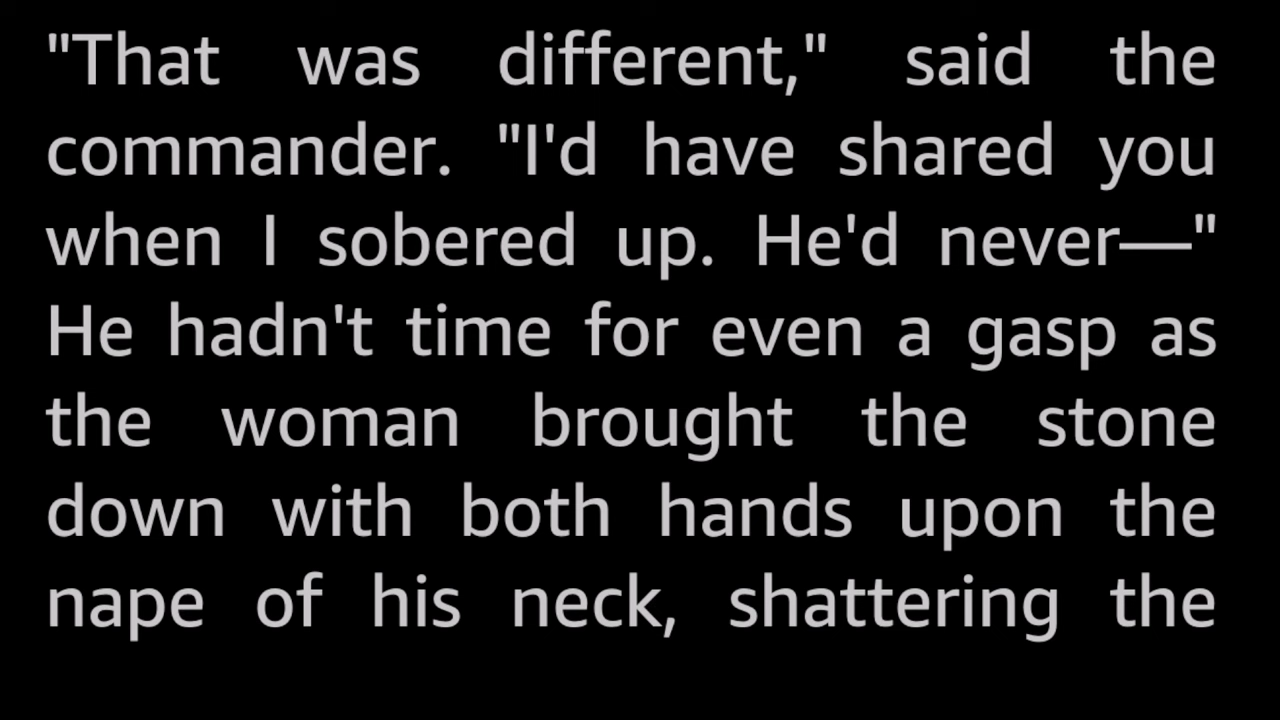 "That was different," said the
commander. "I'd have shared you
when I sobered up. He'd never—"
He hadn't time for even a gasp as
the woman brought the stone
down with both hands upon the
nape of his neck, shattering the